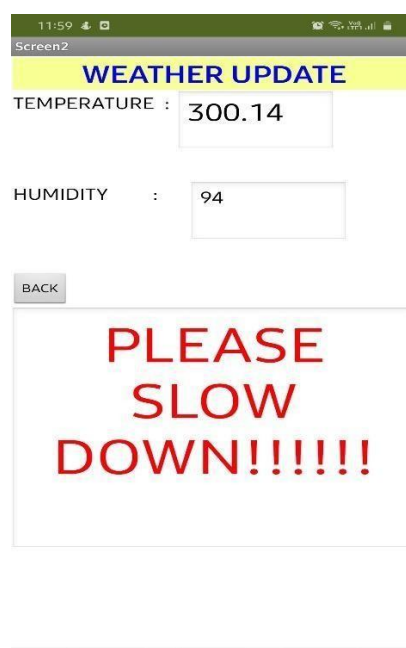 11:59
Screen2
WEATHER UPDATE
TEMPERATURE : 300.14
HUMIDITY : 94
BACK
PLEASE
SLOW
DOWN!!!!!!